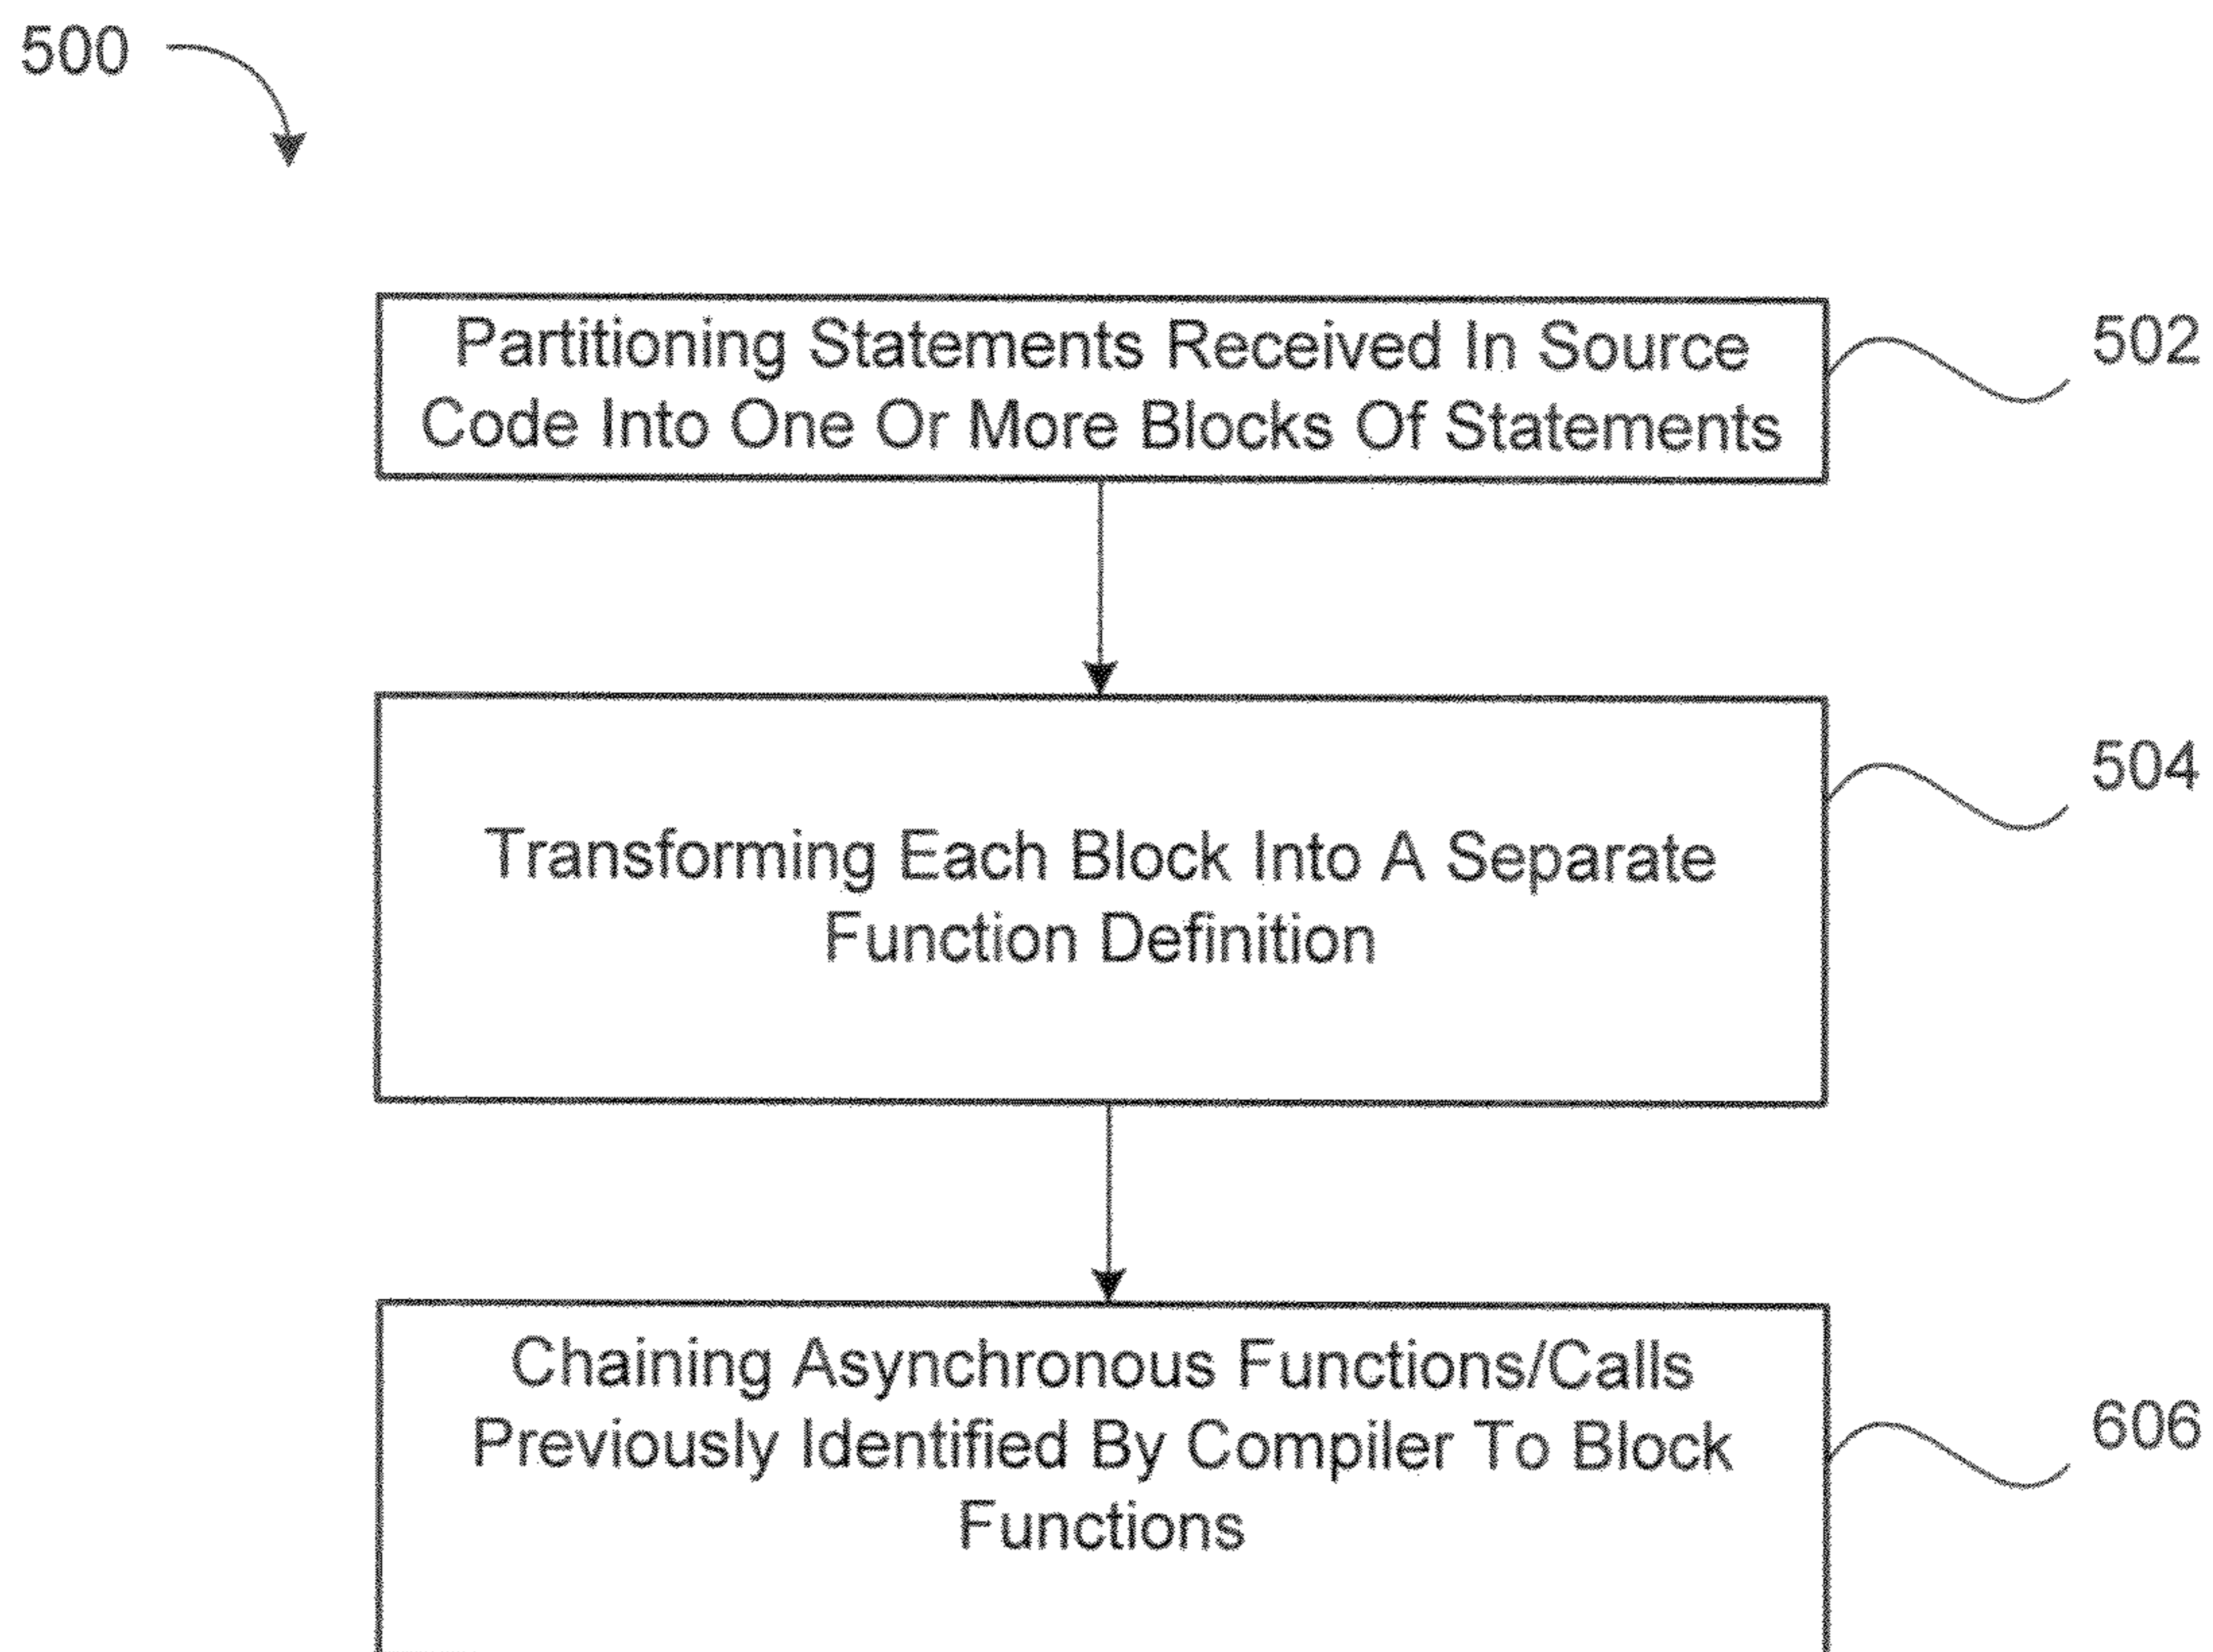 500
Partitioning Statements Received In Source
Code Into One Or More Blocks Of Statements
502
Transforming Each Block Into A Separate
Function Definition
504
Chaining Asynchronous Functions/Calls
Previously Identified By Compiler To Block
Functions
606